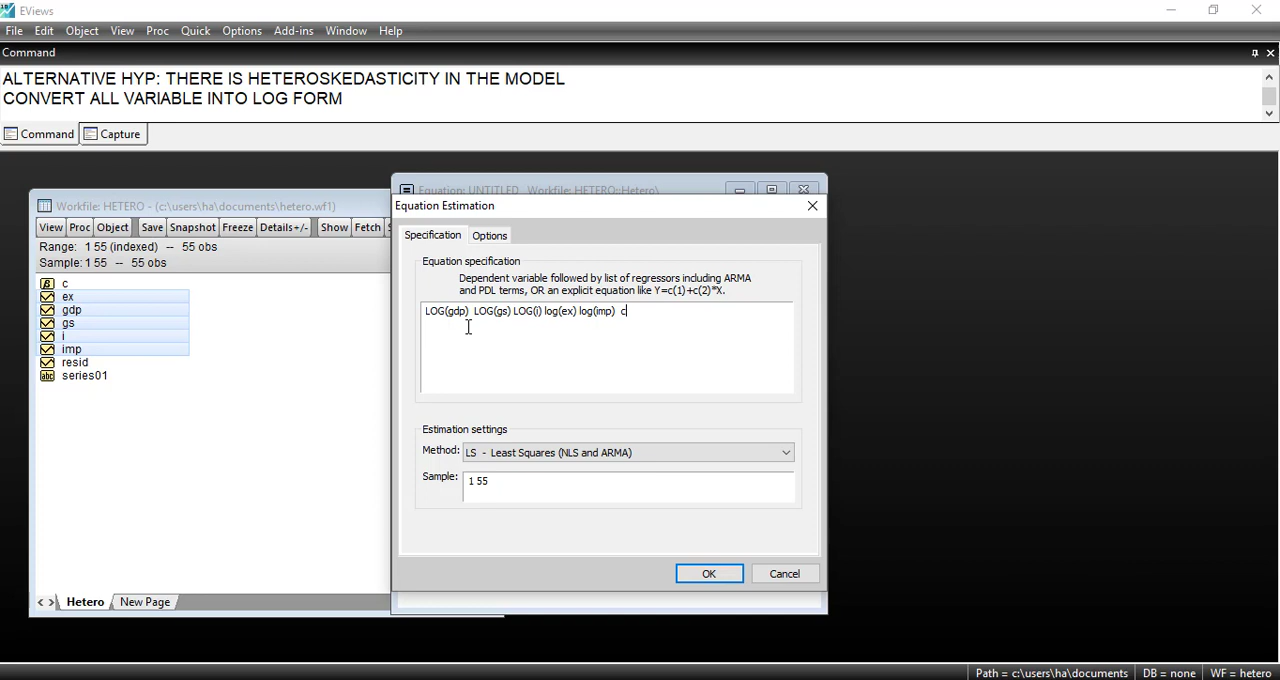 EViews
File Edit Object View Proc Quick Options Add-ins Window Help
Command
ALTERNATIVE HYP: THERE IS HETEROSKEDASTICITY IN THE MODEL
CONVERT ALL VARIABLE INTO LOG FORM
Command Capture
Equation: UNTITLED Workfile: HETERO::Hetero\
Workfile: HETERO - (c:\users\ha\documents\hetero.wf1)
View Proc Object Save Snapshot Freeze Details+/- Show Fetch
Range: 1 55 (indexed) -- 55 obs
Sample: 1 55 -- 55 obs
c
ex
gdp
gs
i
imp
resid
series01
Hetero New Page
Equation Estimation
Specification Options
Equation specification
Dependent variable followed by list of regressors including ARMA
and PDL terms, OR an explicit equation like Y=c(1)+c(2)*X.
LOG(gdp) LOG(gs) LOG(i) log(ex) log(imp) c
Estimation settings
Method: LS - Least Squares (NLS and ARMA)
Sample: 1 55
OK Cancel
Path = c:\users\ha\documents DB = none WF = hetero